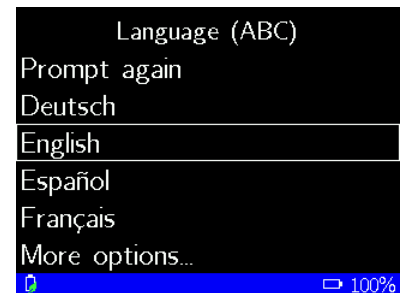 Language (ABC)
Prompt again
Deutsch
English
Español
Français
More options...
100%